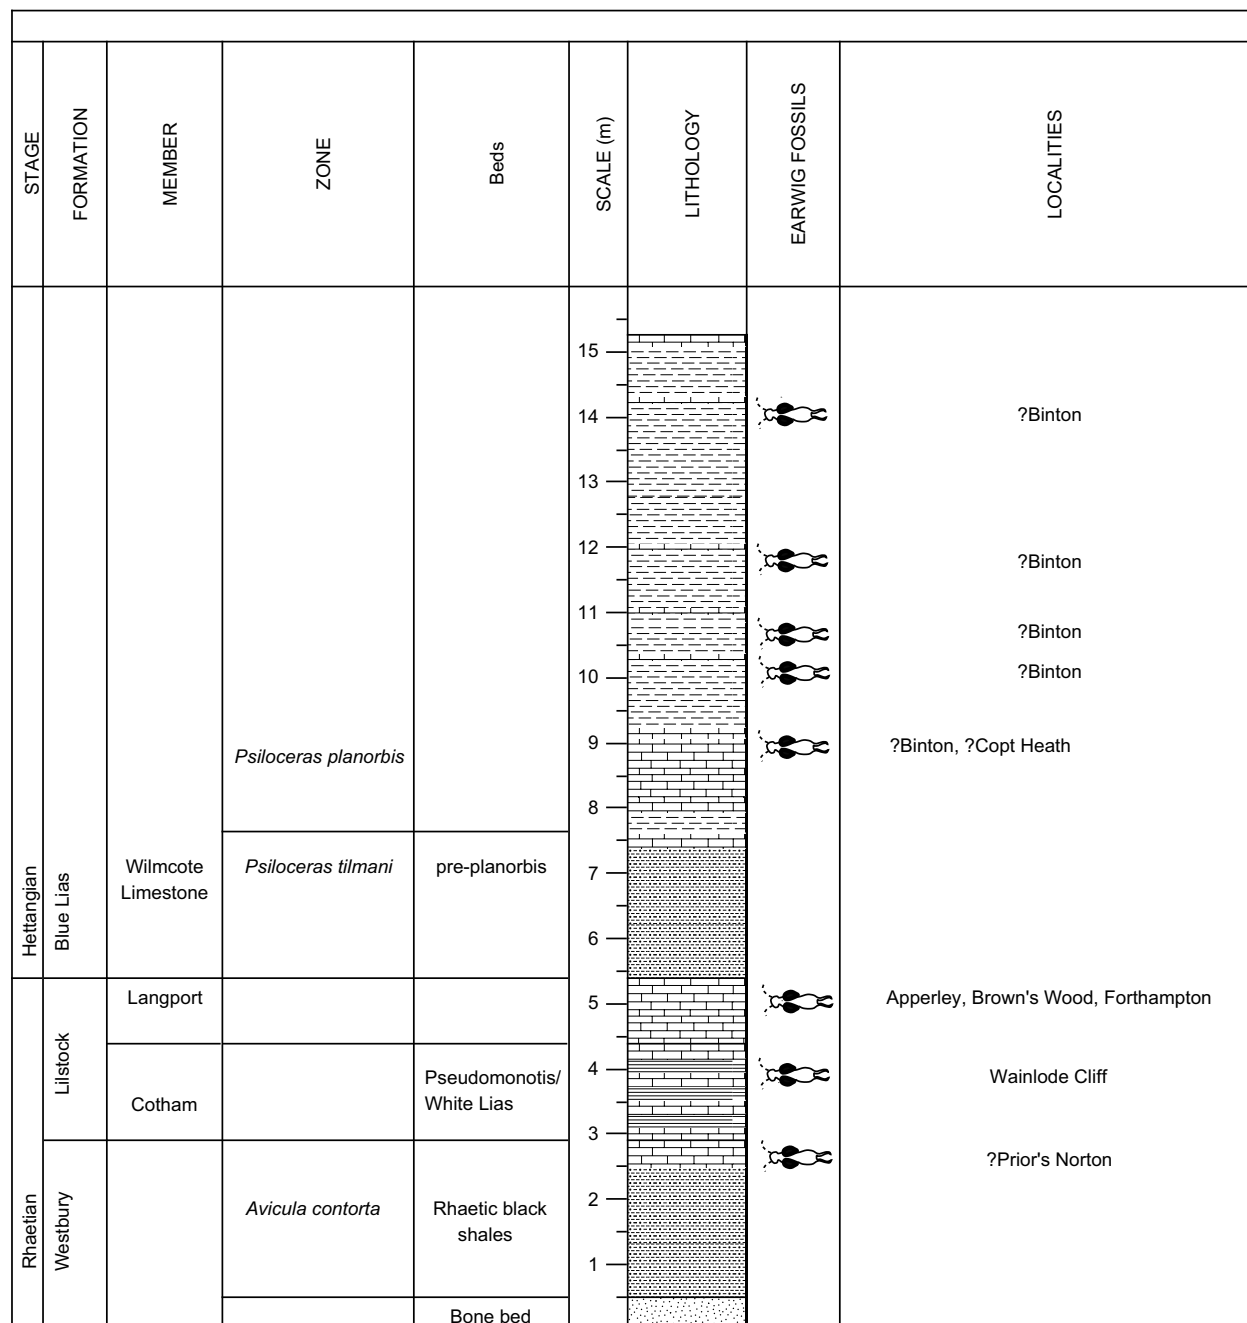 STAGE
FORMATION
MEMBER
ZONE
Beds
SCALE (m)
LITHOLOGY
EARWIG FOSSILS
LOCALITIES
15
14
?Binton
13
12
?Binton
11
?Binton
10
?Binton
9
?Binton, ?Copt Heath
Psiloceras planorbis
8
Hettangian
Blue Lias
Wilmcote
Limestone
Psiloceras tilmani
pre-planorbis
7
6
Langport
5
Apperley, Brown's Wood, Forthampton
Lilstock
4
Wainlode Cliff
Cotham
Pseudomonotis/
White Lias
3
?Prior's Norton
Rhaetian
Westbury
Avicula contorta
Rhaetic black
shales
2
1
Bone bed